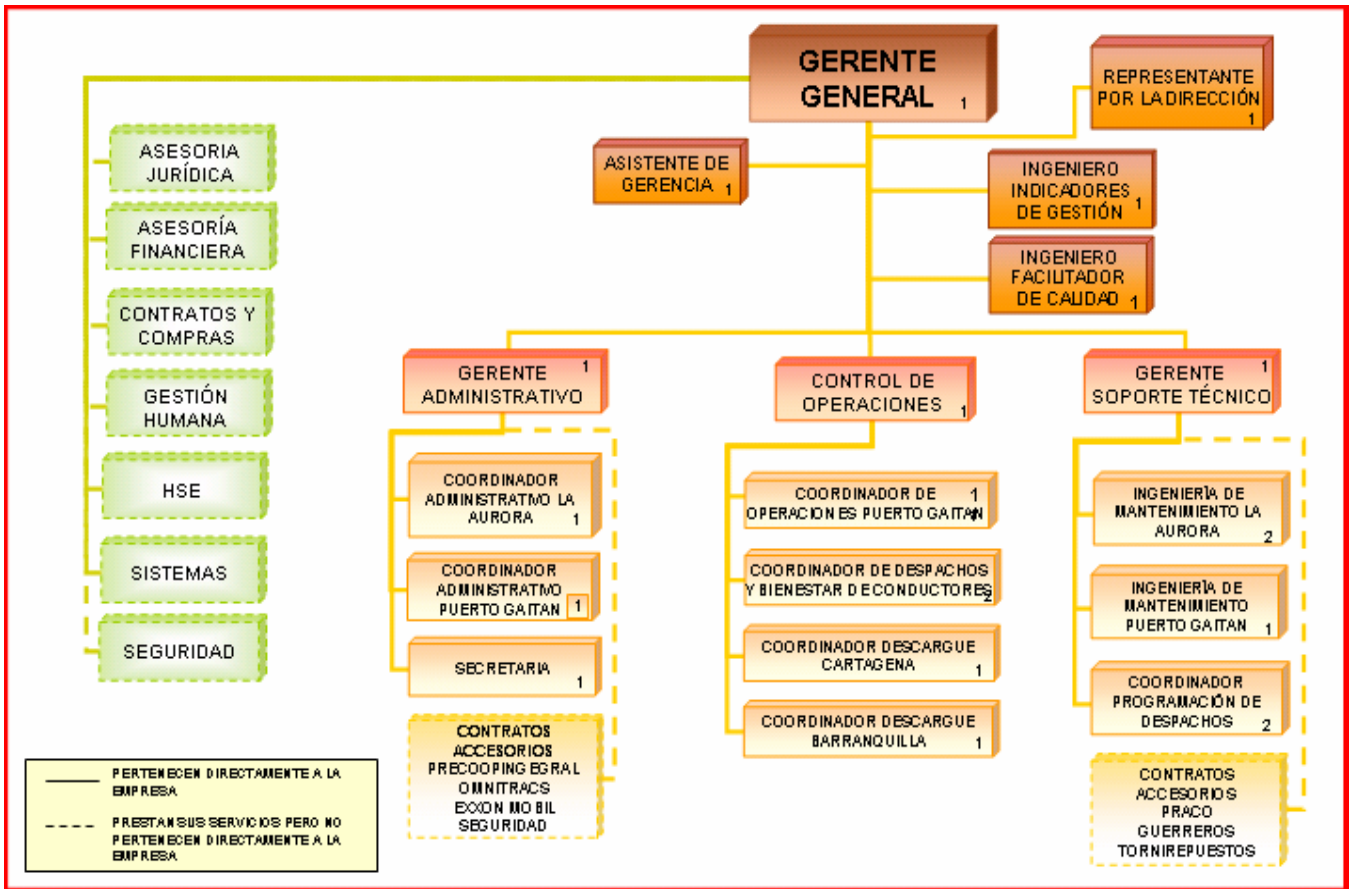 GERENTE
GENERAL 1
REPRESENTANTE
POR LA DIRECCIÓN
1
ASISTENTE DE
GERENCIA 1
INGENIERO
INDICADORES 1
DE GESTIÓN
INGENIERO
FACILITADOR
DE CALIDAD 1
ASESORIA
JURÍDICA
ASESORÍA
FINANCIERA
CONTRATOS Y
COMPRAS
GESTIÓN
HUMANA
HSE
SISTEMAS
SEGURIDAD
GERENTE 1
ADMINISTRATIVO
COORDINADOR
ADMINISTRATIVO LA
AURORA 1
COORDINADOR
ADMINISTRATIVO
PUERTO GAITAN 1
SECRETARIA
1
CONTRATOS
ACCESORIOS
PRECOOPINGEGRAL
OMNITRACS
EXXON MOBIL
SEGURIDAD
CONTROL DE
OPERACIONES 1
COORDINADOR DE 1
OPERACIONES PUERTO GAITAN
COORDINADOR DE DESPACHOS
Y BIENESTAR DE CONDUCTORES
2
COORDINADOR DESCARGUE
CARTAGENA 1
COORDINADOR DESCARGUE
BARRANQUILLA 1
GERENTE 1
SOPORTE TÉCNICO
INGENIERÍA DE
MANTENIMIENTO LA
AURORA 2
INGENIERÍA DE
MANTENIMIENTO
PUERTO GAITAN 1
COORDINADOR
PROGRAMACIÓN DE
DESPACHOS 2
CONTRATOS
ACCESORIOS
PRACO
GUERREROS
TORNIREPUESTOS
PERTENECEN DIRECTAMENTE A LA
EMPRESA
PRESTAN SUS SERVICIOS PERO NO
PERTENECEN DIRECTAMENTE A LA
EMPRESA